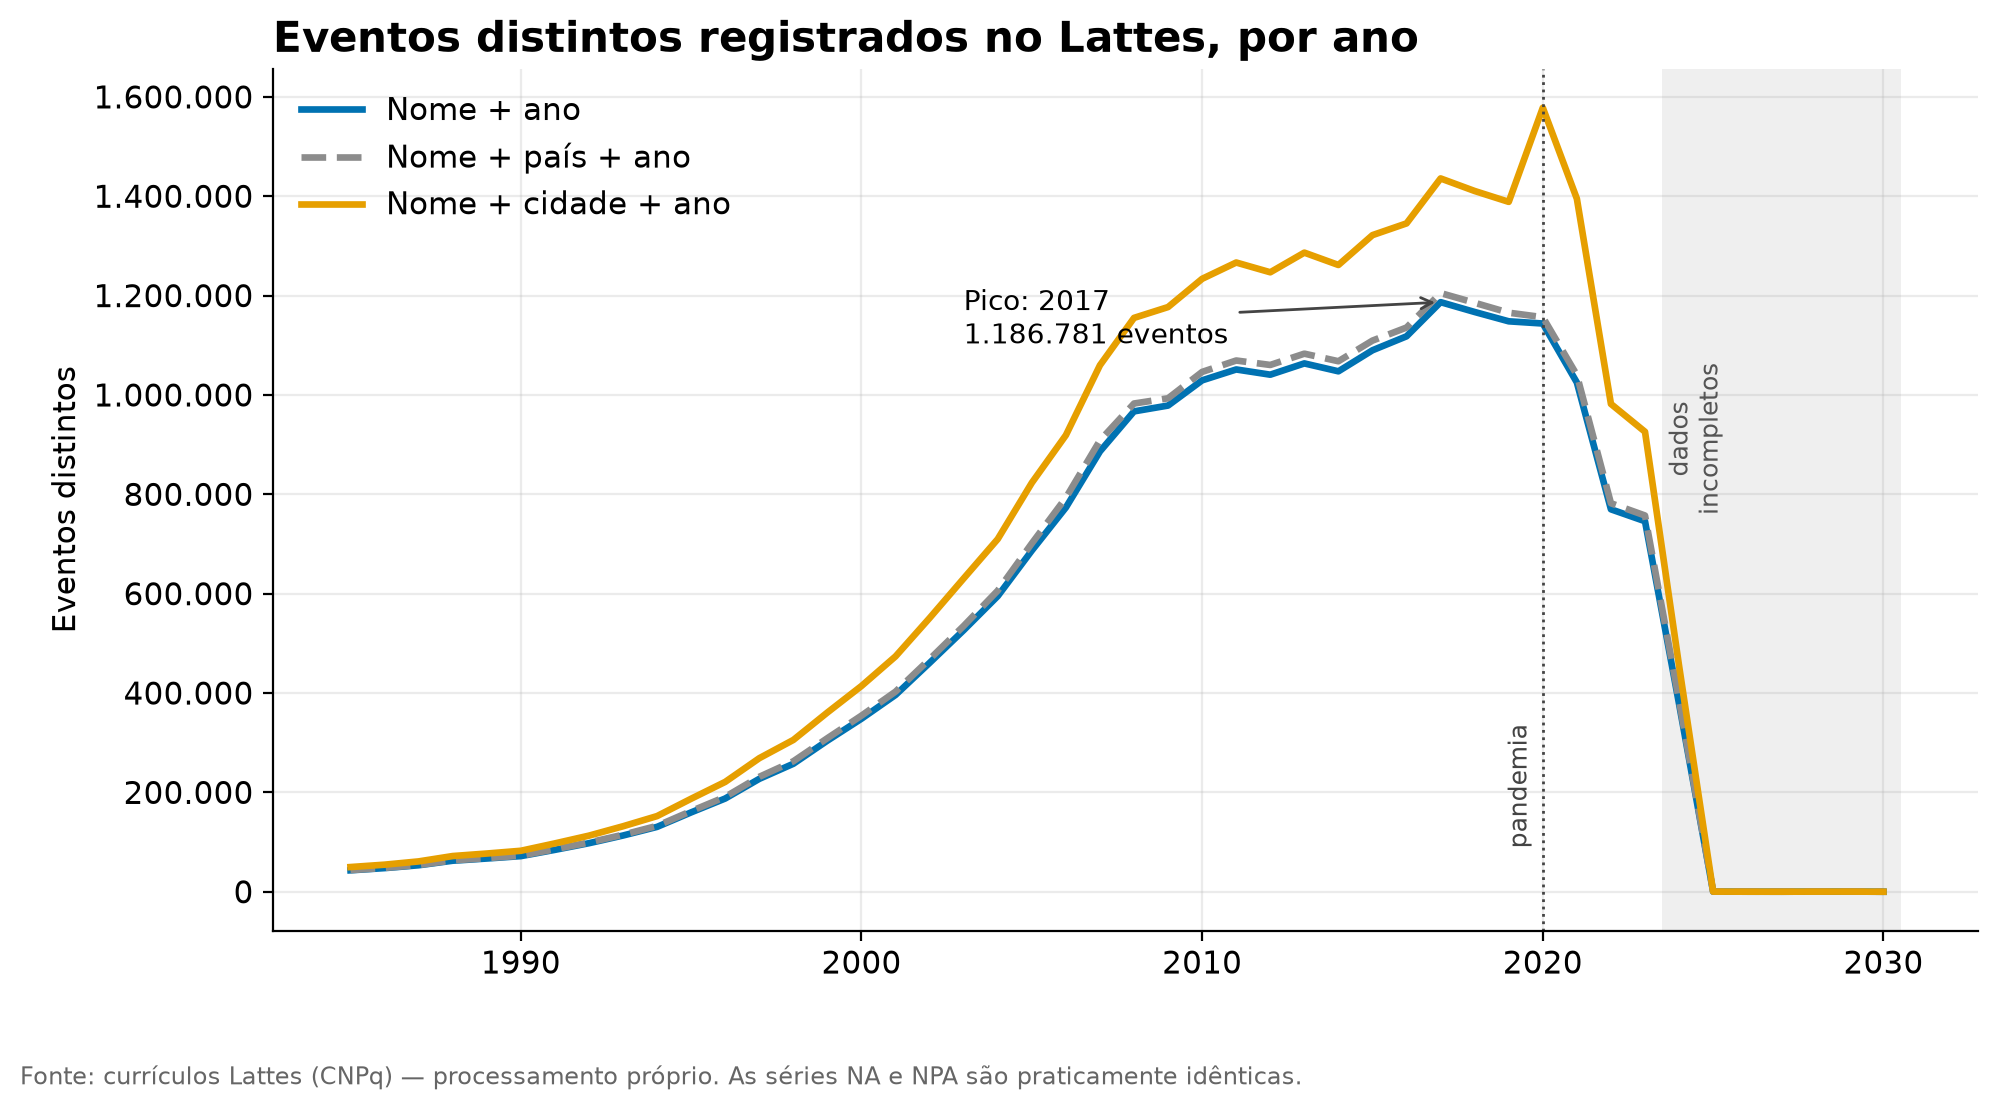 Eventos distintos registrados no Lattes, por ano
Nome + ano
Nome + país + ano
Nome + cidade + ano
Pico: 2017
1.186.781 eventos
Eventos distintos
1.600.000
1.400.000
1.200.000
1.000.000
800.000
600.000
400.000
200.000
0
pandemia
dados
incompletos
1990
2000
2010
2020
2030
Fonte: currículos Lattes (CNPq) — processamento próprio. As séries NA e NPA são praticamente idênticas.